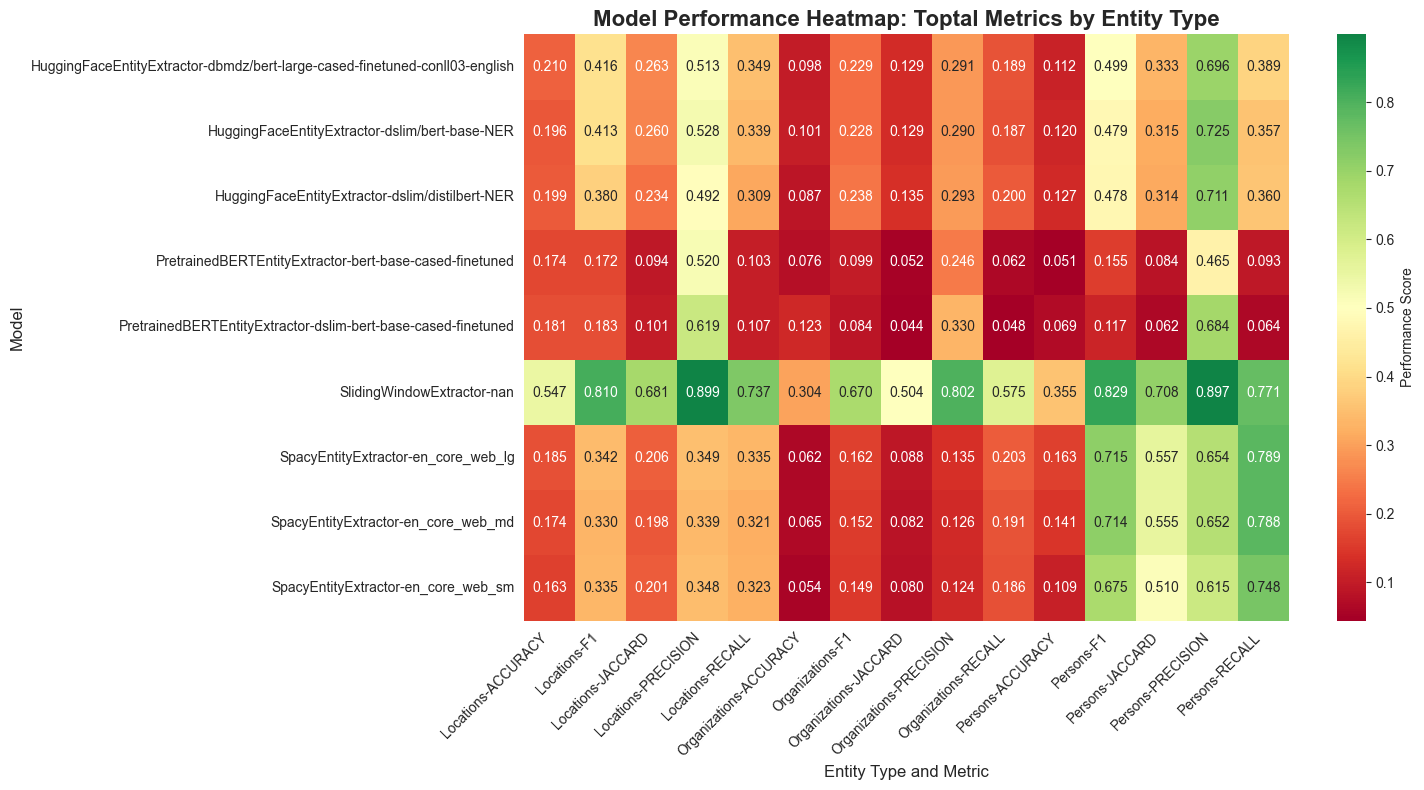 Model Performance Heatmap: Toptal Metrics by Entity Type
HuggingFaceEntityExtractor-dbmdz/bert-large-cased-finetuned-conll03-english 0.210 0.416 0.263 0.513 0.349 0.098 0.229 0.129 0.291 0.189 0.112 0.499 0.333 0.696 0.389
HuggingFaceEntityExtractor-dslim/bert-base-NER 0.196 0.413 0.260 0.528 0.339 0.101 0.228 0.129 0.290 0.187 0.120 0.479 0.315 0.725 0.357
HuggingFaceEntityExtractor-dslim/distilbert-NER 0.199 0.380 0.234 0.492 0.309 0.087 0.238 0.135 0.293 0.200 0.127 0.478 0.314 0.711 0.360
PretrainedBERTEntityExtractor-bert-base-cased-finetuned 0.174 0.172 0.094 0.520 0.103 0.076 0.099 0.052 0.246 0.062 0.051 0.155 0.084 0.465 0.093
PretrainedBERTEntityExtractor-dslim-bert-base-cased-finetuned 0.181 0.183 0.101 0.619 0.107 0.123 0.084 0.044 0.330 0.048 0.069 0.117 0.062 0.684 0.064
SlidingWindowExtractor-nan 0.547 0.810 0.681 0.899 0.737 0.304 0.670 0.504 0.802 0.575 0.355 0.829 0.708 0.897 0.771
SpacyEntityExtractor-en_core_web_lg 0.185 0.342 0.206 0.349 0.335 0.062 0.162 0.088 0.135 0.203 0.163 0.715 0.557 0.654 0.789
SpacyEntityExtractor-en_core_web_md 0.174 0.330 0.198 0.339 0.321 0.065 0.152 0.082 0.126 0.191 0.141 0.714 0.555 0.652 0.788
SpacyEntityExtractor-en_core_web_sm 0.163 0.335 0.201 0.348 0.323 0.054 0.149 0.080 0.124 0.186 0.109 0.675 0.510 0.615 0.748
Model
Locations-ACCURACY
Locations-F1
Locations-JACCARD
Locations-PRECISION
Locations-RECALL
Organizations-ACCURACY
Organizations-F1
Organizations-JACCARD
Organizations-PRECISION
Organizations-RECALL
Persons-ACCURACY
Persons-F1
Persons-JACCARD
Persons-PRECISION
Persons-RECALL
Entity Type and Metric
0.8
0.7
0.6
0.5
0.4
0.3
0.2
0.1
Performance Score